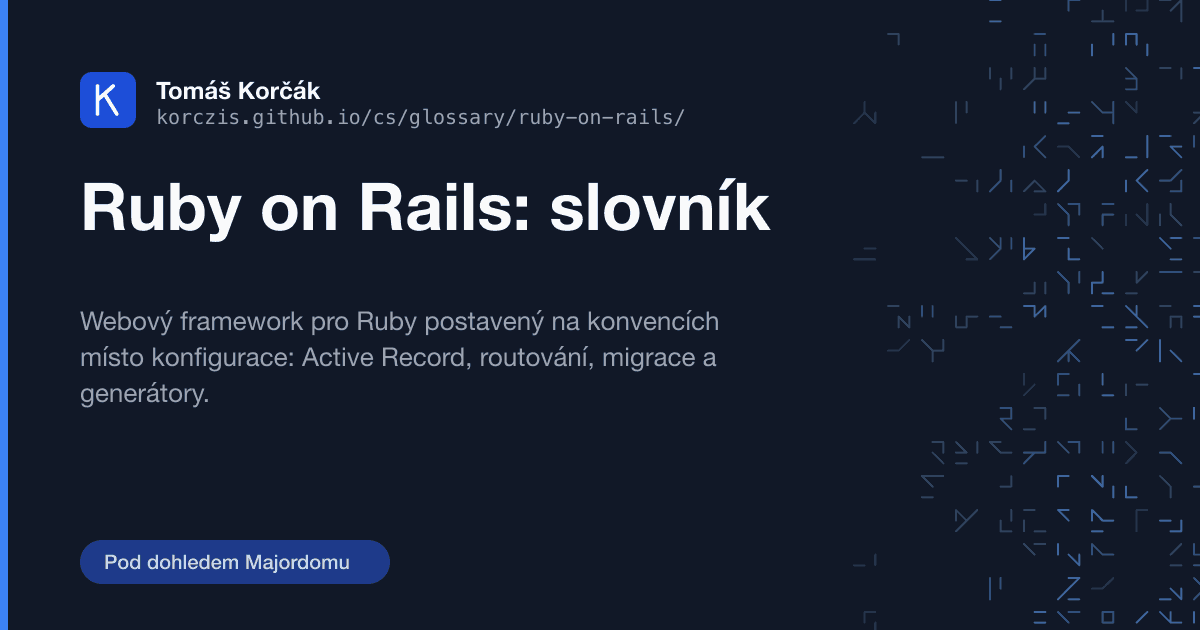 K
Tomáš Korčák
korczis.github.io/cs/glossary/ruby-on-rails/
Ruby on Rails: slovník
Webový framework pro Ruby postavený na konvencích
místo konfigurace: Active Record, routování, migrace a
generátory.
Pod dohledem Majordomu